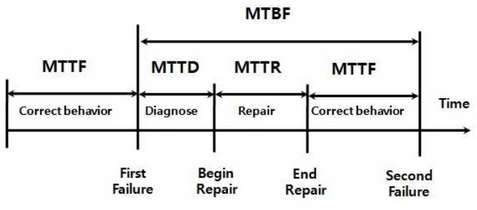 MTBF
MTTF MTTD MTTR MTTF
Correct behavior Diagnose Repair Correct behavior
Time
First Failure
Begin Repair
End Repair
Second Failure